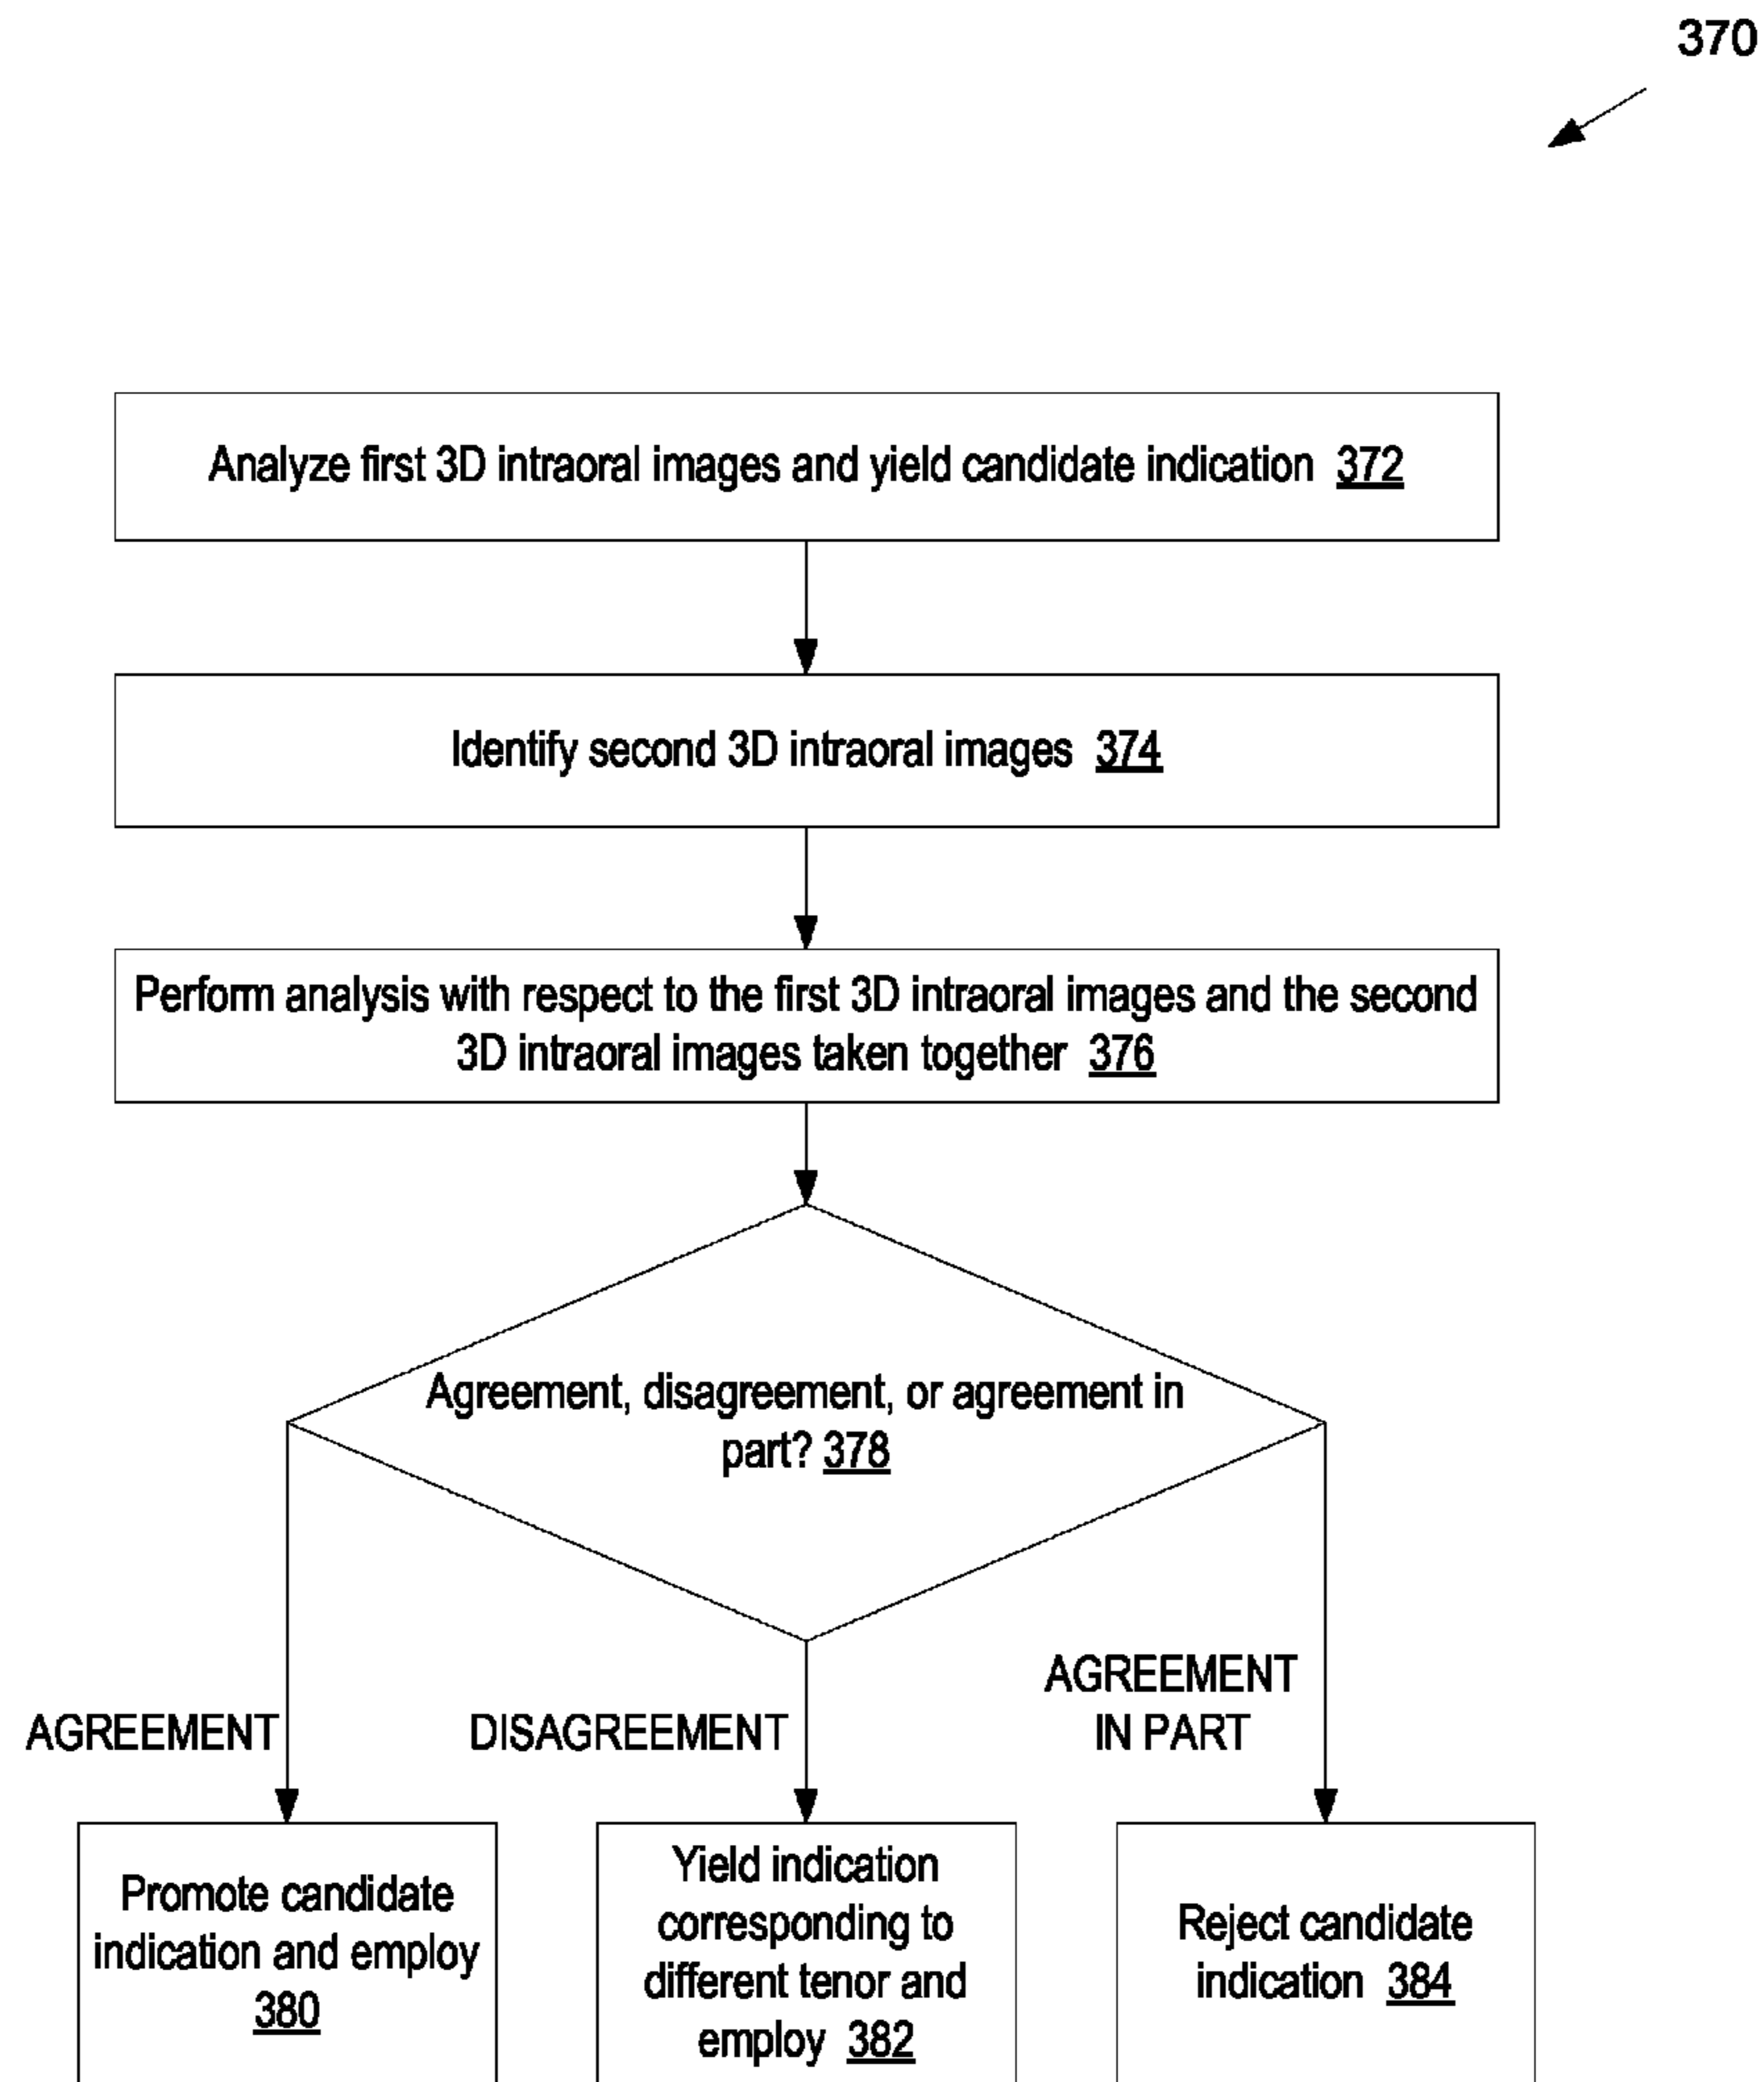 370
Analyze first 3D intraoral images and yield candidate indication 372
Identify second 3D intraoral images 374
Perform analysis with respect to the first 3D intraoral images and the second
3D intraoral images taken together 376
Agreement, disagreement, or agreement in
part? 378
AGREEMENT
DISAGREEMENT
AGREEMENT
IN PART
Promote candidate
indication and employ
380
Yield indication
corresponding to
different tenor and
employ 382
Reject candidate
indication 384